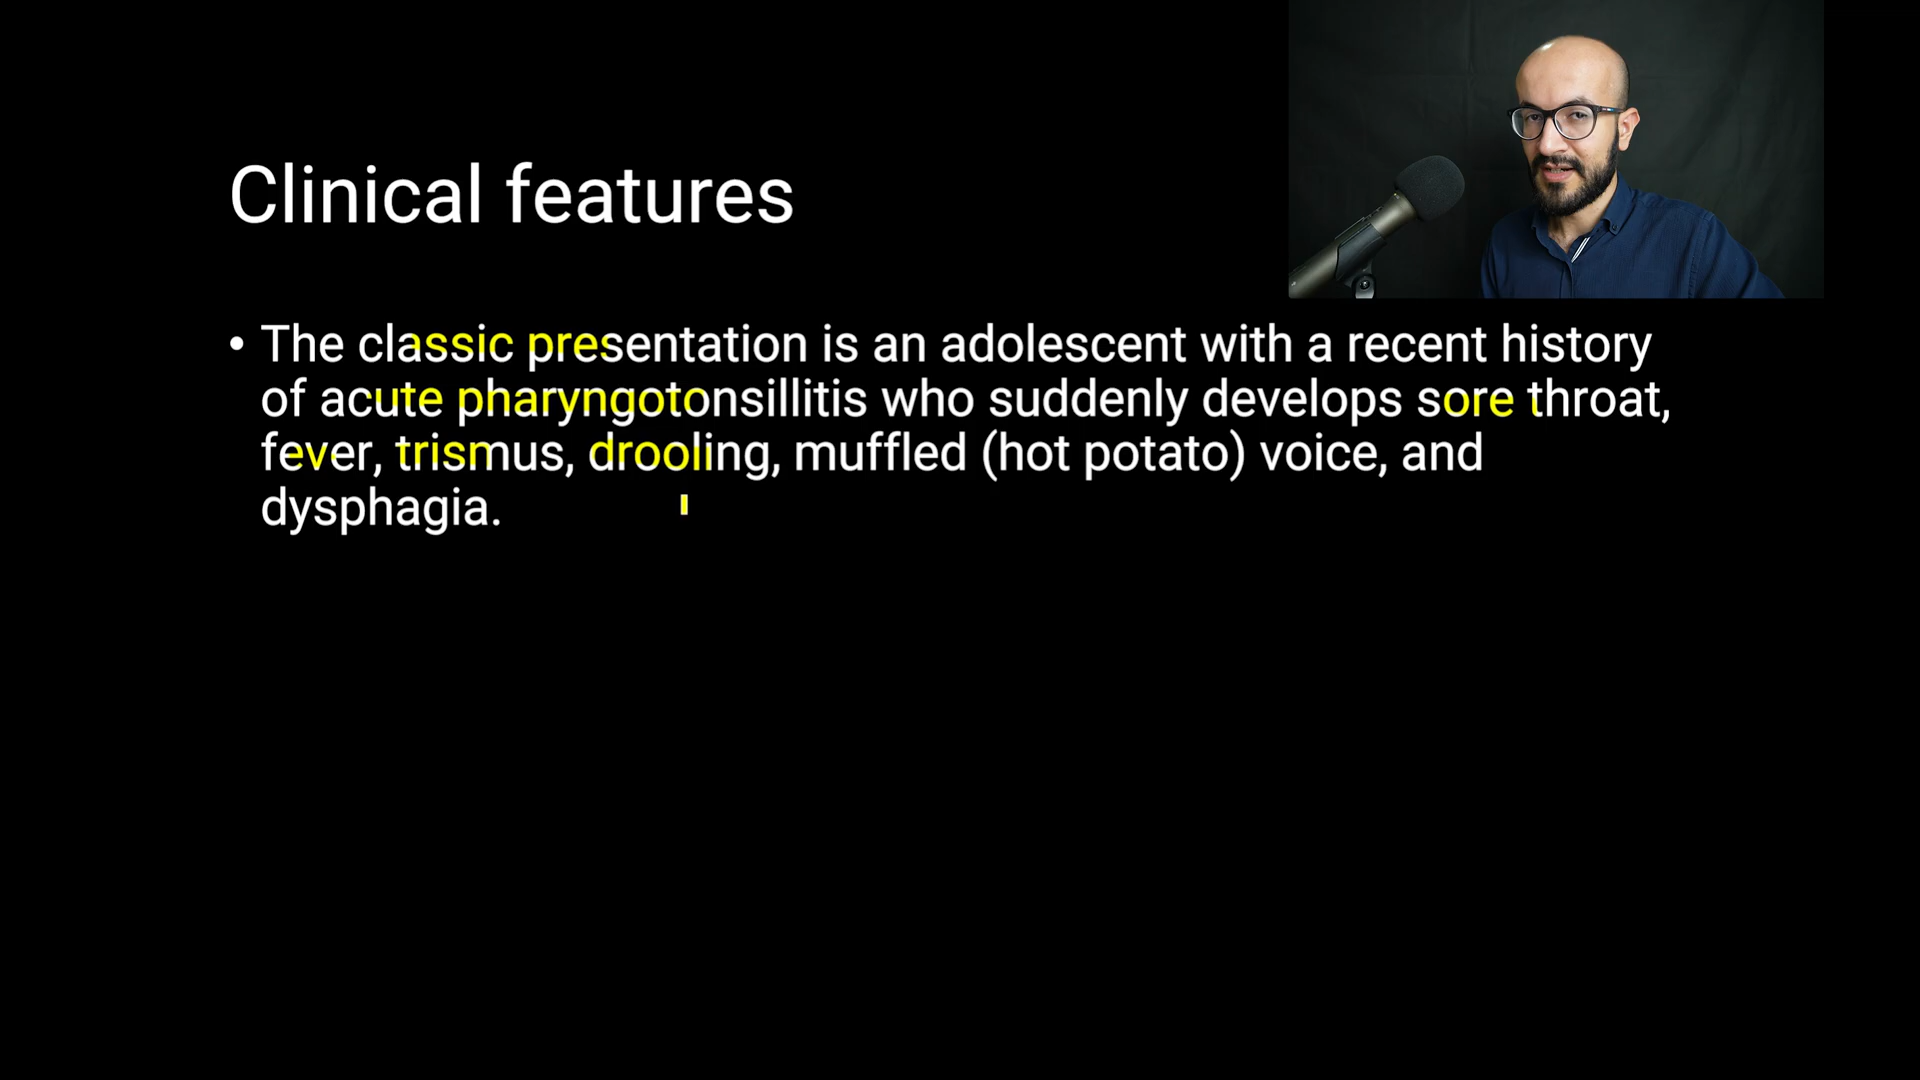 Clinical features
• The classic presentation is an adolescent with a recent history
of acute pharyngotonsillitis who suddenly develops sore throat,
fever, trismus, drooling, muffled (hot potato) voice, and
dysphagia.